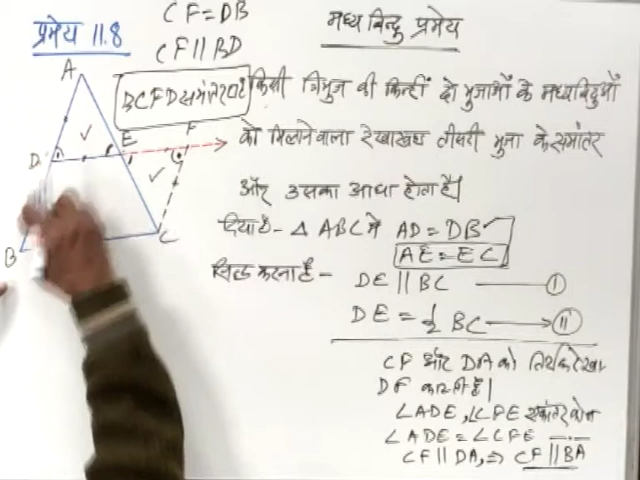 CF = DB
CF || BD
मध्य बिन्दु प्रमेय
प्रमेय 11.8
BCFD समांतर च०
किसी त्रिभुज की किन्हीं दो भुजाओं के मध्य बिंदुओं
को मिलाने वाला रेखाखण्ड तीसरी भुजा के समांतर
और उसका आधा होता है।
A
D
E
F
B
C
दिया है - △ ABC में AD = DB
AE = EC
सिद्ध करना है - DE || BC ——— I
DE = ½ BC ——→ II
CF और DA को तिर्यक रेखा
DF काटती है।
∠ADE, ∠CFE एकांतर कोण
∠ADE = ∠CFE
CF || DA, ⇒ CF || BA